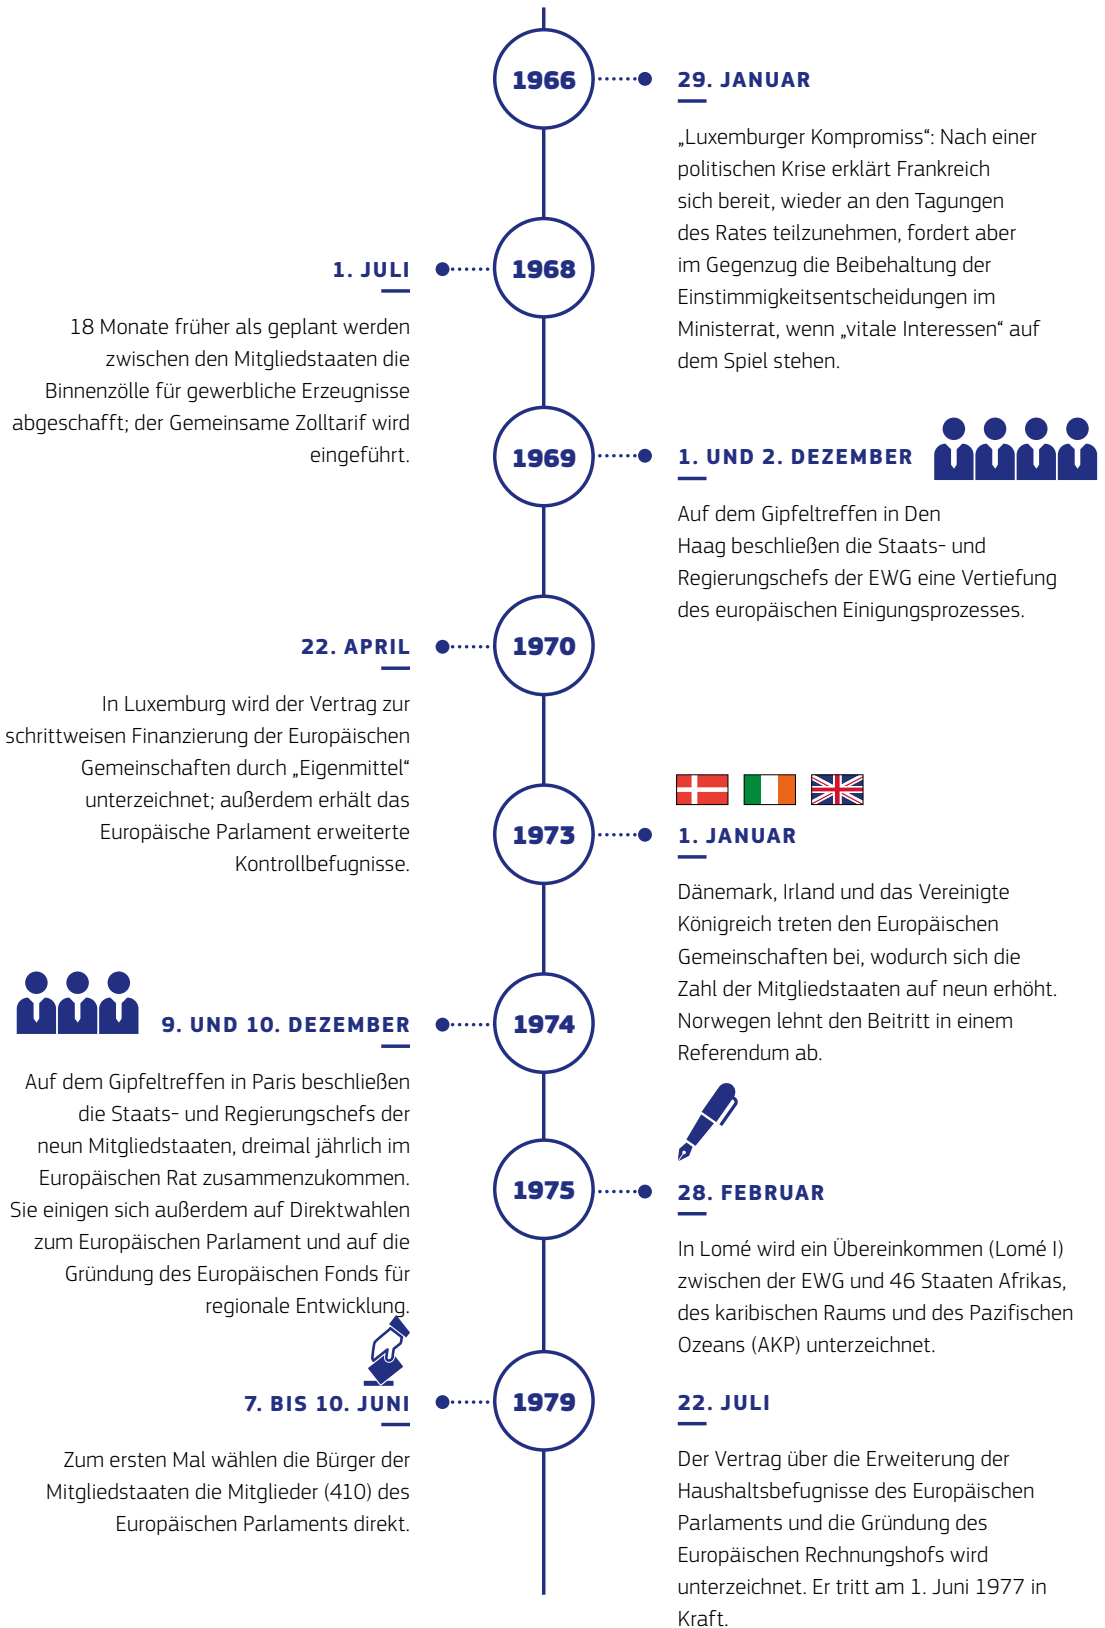 1966
29. JANUAR
„Luxemburger Kompromiss“: Nach einer
politischen Krise erklärt Frankreich
sich bereit, wieder an den Tagungen
des Rates teilzunehmen, fordert aber
im Gegenzug die Beibehaltung der
Einstimmigkeitsentscheidungen im
Ministerrat, wenn „vitale Interessen“ auf
dem Spiel stehen.
1968
1. JULI
18 Monate früher als geplant werden
zwischen den Mitgliedstaaten die
Binnenzölle für gewerbliche Erzeugnisse
abgeschafft; der Gemeinsame Zolltarif wird
eingeführt.
1969
1. UND 2. DEZEMBER
Auf dem Gipfeltreffen in Den
Haag beschließen die Staats- und
Regierungschefs der EWG eine Vertiefung
des europäischen Einigungsprozesses.
1970
22. APRIL
In Luxemburg wird der Vertrag zur
schrittweisen Finanzierung der Europäischen
Gemeinschaften durch „Eigenmittel“
unterzeichnet; außerdem erhält das
Europäische Parlament erweiterte
Kontrollbefugnisse.
1973
1. JANUAR
Dänemark, Irland und das Vereinigte
Königreich treten den Europäischen
Gemeinschaften bei, wodurch sich die
Zahl der Mitgliedstaaten auf neun erhöht.
Norwegen lehnt den Beitritt in einem
Referendum ab.
1974
9. UND 10. DEZEMBER
Auf dem Gipfeltreffen in Paris beschließen
die Staats- und Regierungschefs der
neun Mitgliedstaaten, dreimal jährlich im
Europäischen Rat zusammenzukommen.
Sie einigen sich außerdem auf Direktwahlen
zum Europäischen Parlament und auf die
Gründung des Europäischen Fonds für
regionale Entwicklung.
1975
28. FEBRUAR
In Lomé wird ein Übereinkommen (Lomé I)
zwischen der EWG und 46 Staaten Afrikas,
des karibischen Raums und des Pazifischen
Ozeans (AKP) unterzeichnet.
22. JULI
Der Vertrag über die Erweiterung der
Haushaltsbefugnisse des Europäischen
Parlaments und die Gründung des
Europäischen Rechnungshofs wird
unterzeichnet. Er tritt am 1. Juni 1977 in
Kraft.
1979
7. BIS 10. JUNI
Zum ersten Mal wählen die Bürger der
Mitgliedstaaten die Mitglieder (410) des
Europäischen Parlaments direkt.